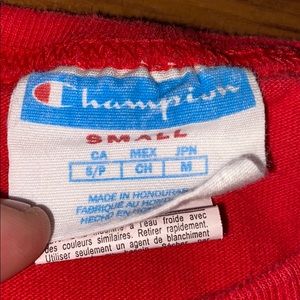 Champion
SMALL
CA MEX JPN
S/P CH M
MADE IN HONDURAS
FABRIQUÉ AU HONDURAS
HECHO EN
à l'eau froide avec
des couleurs similaires. Retirer rapidement.
Utiliser seulement un agent de blanchiment